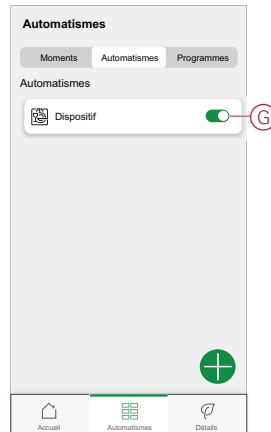 Automatismes
Moments Automatismes Programmes
Automatismes
Dispositif
G
Accueil Automatismes Détails